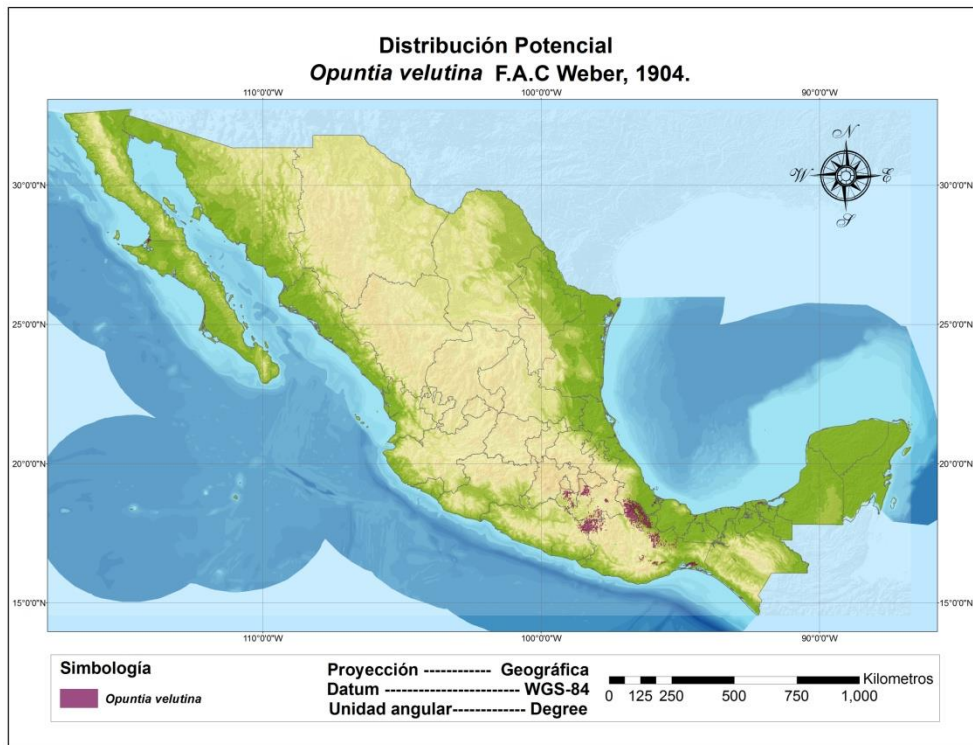 Distribución Potencial
Opuntia velutina F.A.C Weber, 1904.
110°0'0"W 100°0'0"W 90°0'0"W
N
W E
S
30°0'0"N 30°0'0"N
25°0'0"N 25°0'0"N
20°0'0"N 20°0'0"N
15°0'0"N 15°0'0"N
110°0'0"W 100°0'0"W 90°0'0"W
Simbología
Opuntia velutina
Proyección ------------ Geográfica
Datum ------------------------ WGS-84
Unidad angular------------- Degree
Kilometros
0 125 250 500 750 1,000